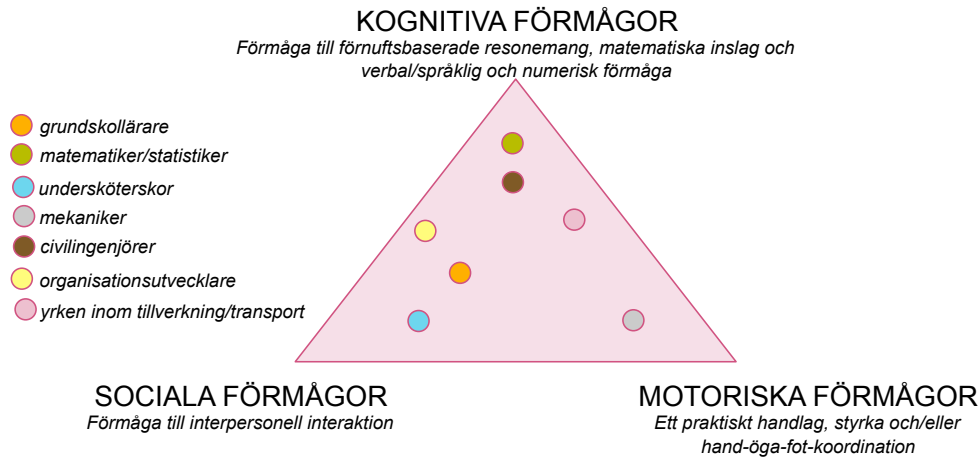 KOGNITIVA FÖRMÅGOR
Förmåga till förnuftsbaserade resonemang, matematiska inslag och
verbal/språklig och numerisk förmåga
grundskollärare
matematiker/statistiker
undersköterskor
mekaniker
civilingenjörer
organisationsutvecklare
yrken inom tillverkning/transport
SOCIALA FÖRMÅGOR
Förmåga till interpersonell interaktion
MOTORISKA FÖRMÅGOR
Ett praktiskt handlag, styrka och/eller
hand-öga-fot-koordination